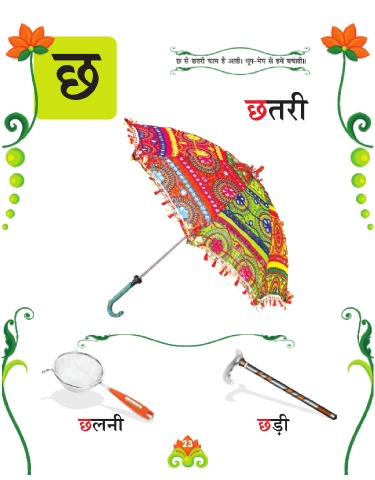 छ
छ से छतरी काम है आती। धूप-मेघ से हमें बचाती॥
छतरी
छलनी
छड़ी
23